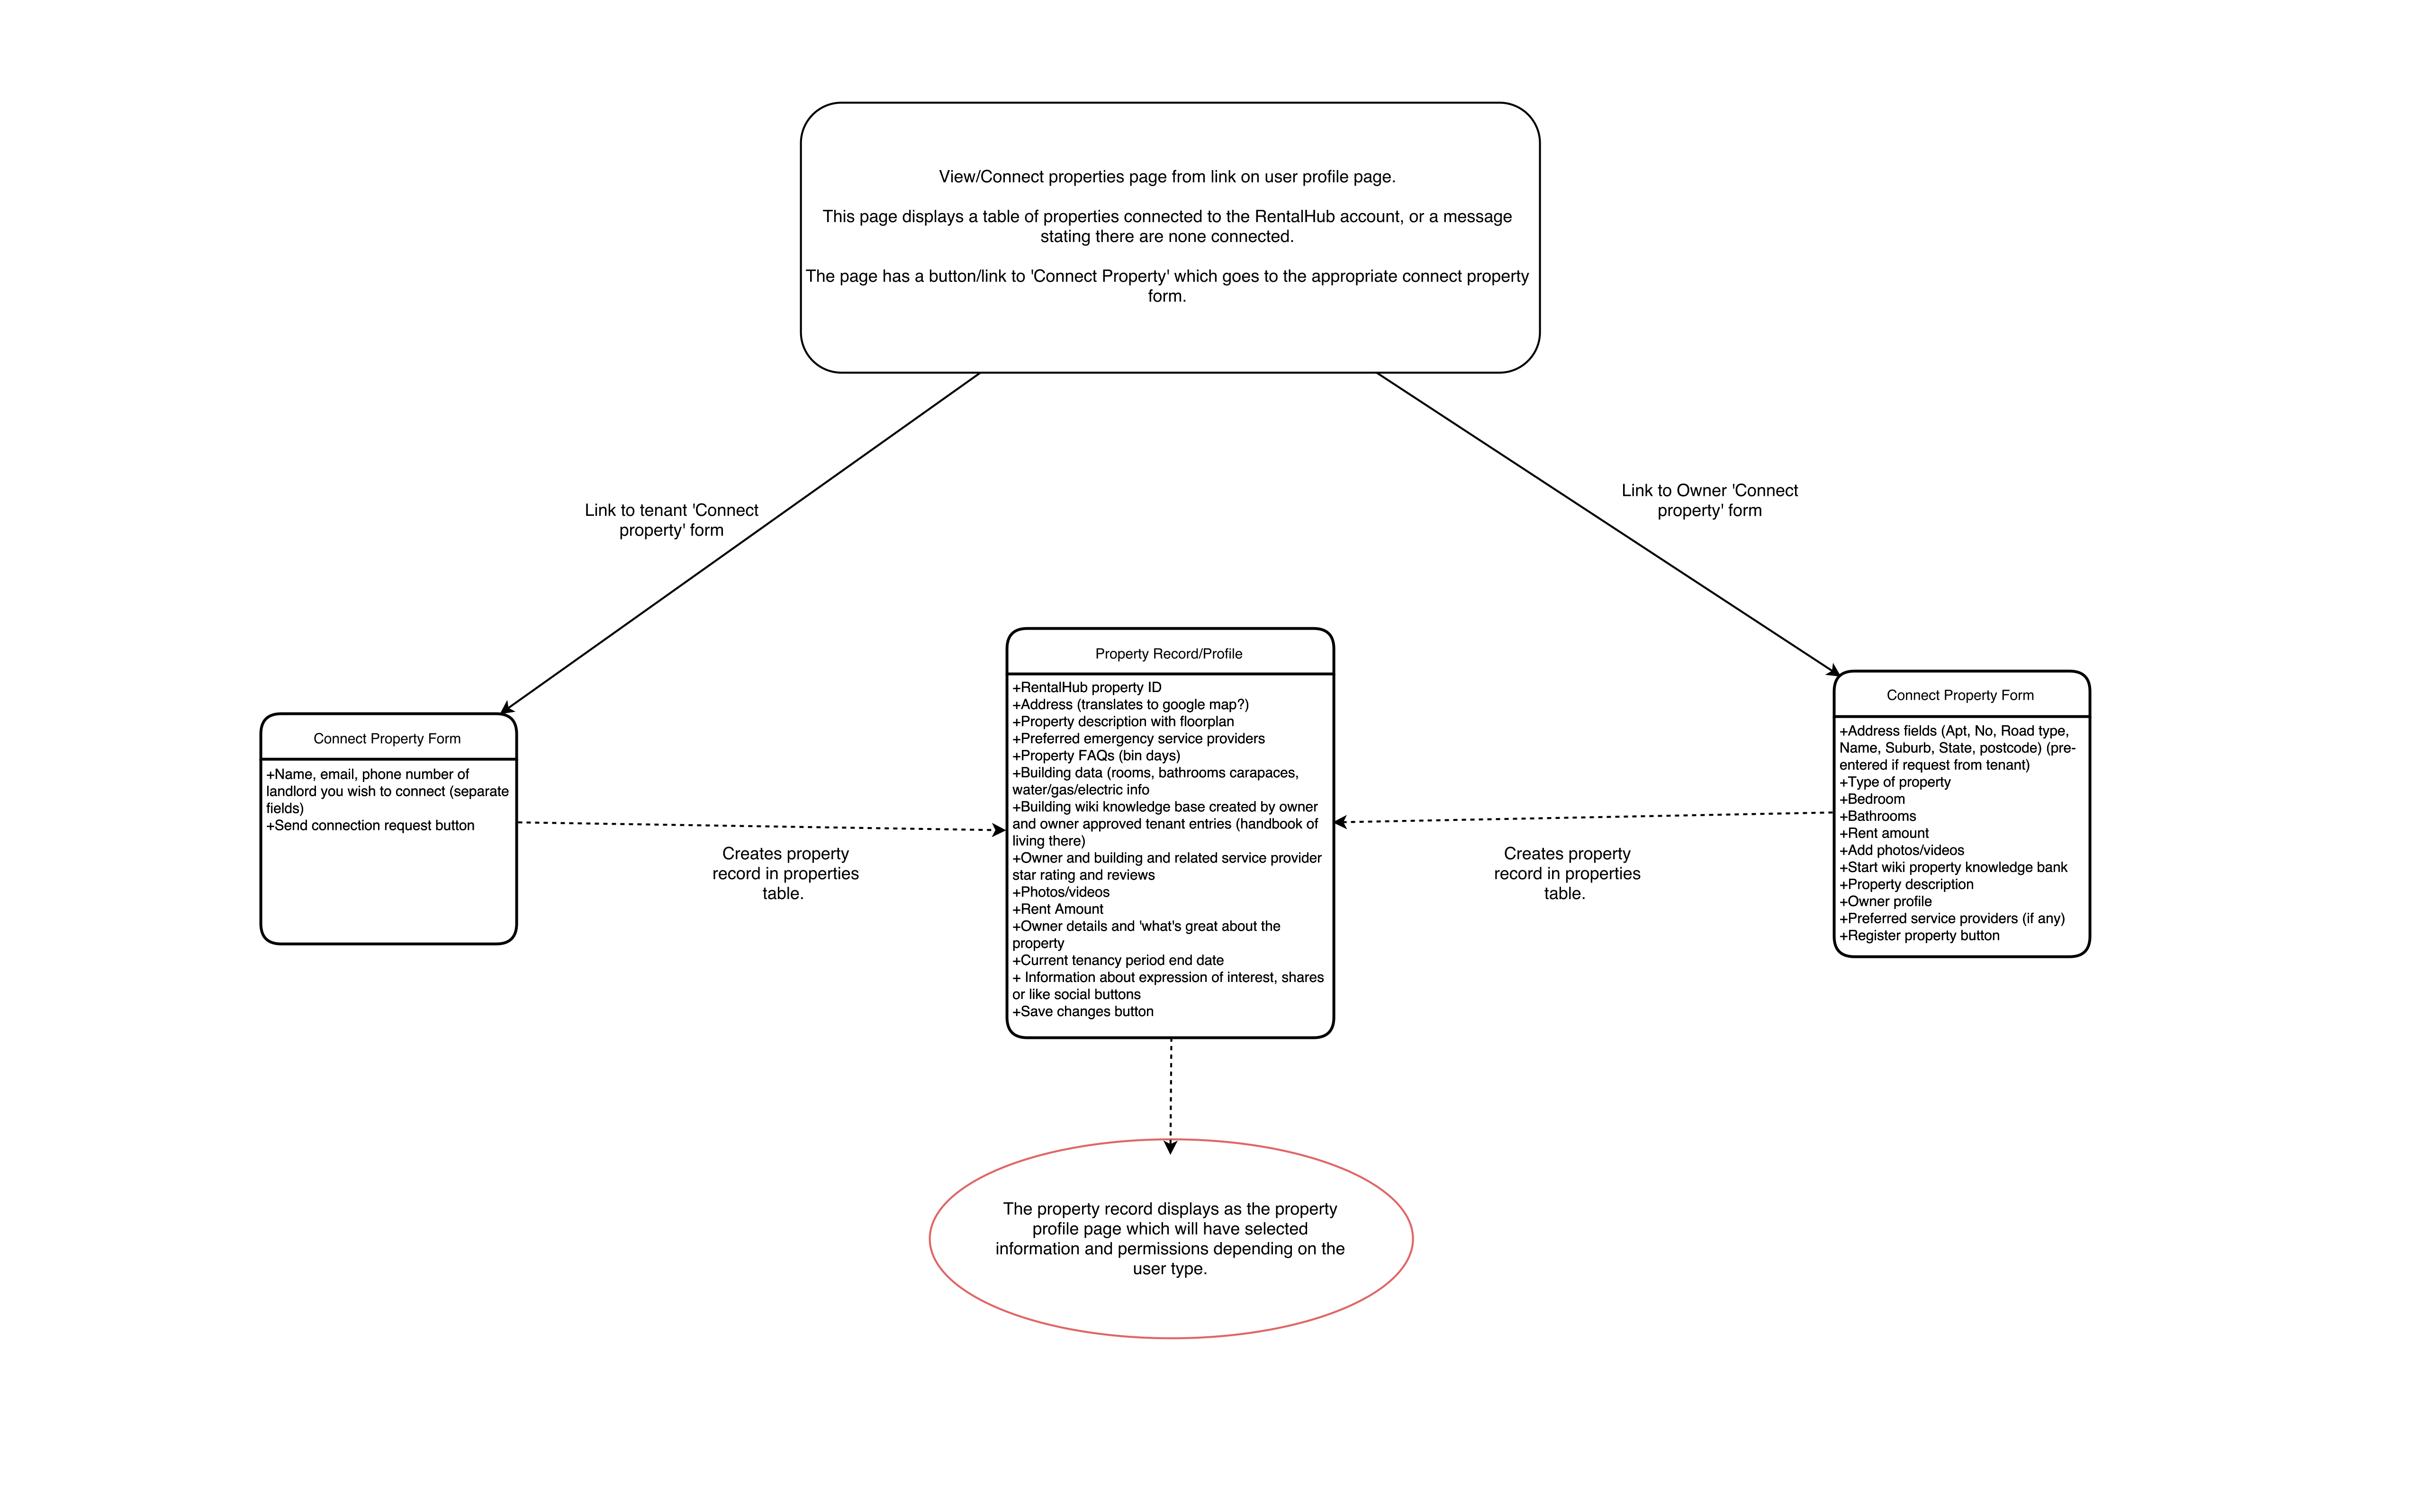 View/Connect properties page from link on user profile page.
This page displays a table of properties connected to the RentalHub account, or a message
stating there are none connected.
The page has a button/link to 'Connect Property' which goes to the appropriate connect property
form.
Link to tenant 'Connect
property' form
Link to Owner 'Connect
property' form
Connect Property Form
+Name, email, phone number of
landlord you wish to connect (separate
fields)
+Send connection request button
Creates property
record in properties
table.
Property Record/Profile
+RentalHub property ID
+Address (translates to google map?)
+Property description with floorplan
+Preferred emergency service providers
+Property FAQs (bin days)
+Building data (rooms, bathrooms carapaces,
water/gas/electric info
+Building wiki knowledge base created by owner
and owner approved tenant entries (handbook of
living there)
+Owner and building and related service provider
star rating and reviews
+Photos/videos
+Rent Amount
+Owner details and 'what's great about the
property
+Current tenancy period end date
+ Information about expression of interest, shares
or like social buttons
+Save changes button
Creates property
record in properties
table.
Connect Property Form
+Address fields (Apt, No, Road type,
Name, Suburb, State, postcode) (pre-
entered if request from tenant)
+Type of property
+Bedroom
+Bathrooms
+Rent amount
+Add photos/videos
+Start wiki property knowledge bank
+Property description
+Owner profile
+Preferred service providers (if any)
+Register property button
The property record displays as the property
profile page which will have selected
information and permissions depending on the
user type.